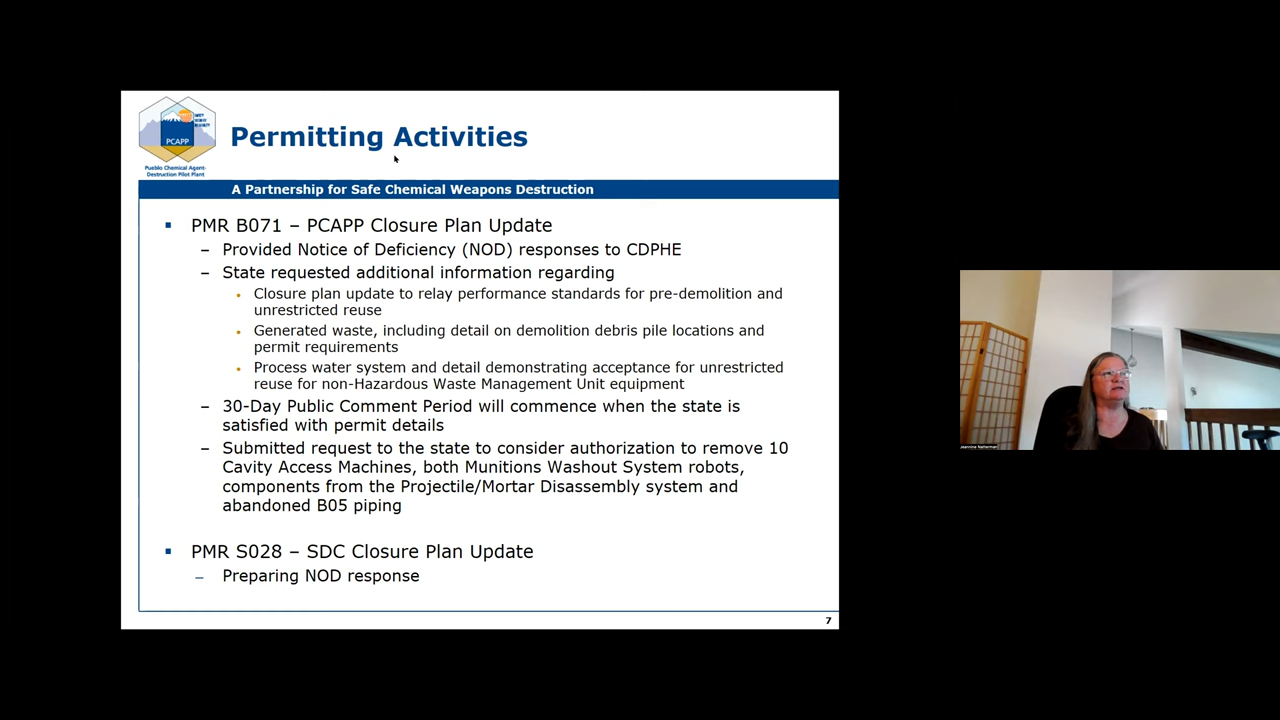 Permitting Activities
PCAPP
Pueblo Chemical Agent-
Destruction Pilot Plant
A Partnership for Safe Chemical Weapons Destruction
▪ PMR B071 – PCAPP Closure Plan Update
– Provided Notice of Deficiency (NOD) responses to CDPHE
– State requested additional information regarding
• Closure plan update to relay performance standards for pre-demolition and
unrestricted reuse
• Generated waste, including detail on demolition debris pile locations and
permit requirements
• Process water system and detail demonstrating acceptance for unrestricted
reuse for non-Hazardous Waste Management Unit equipment
– 30-Day Public Comment Period will commence when the state is
satisfied with permit details
– Submitted request to the state to consider authorization to remove 10
Cavity Access Machines, both Munitions Washout System robots,
components from the Projectile/Mortar Disassembly system and
abandoned B05 piping
▪ PMR S028 – SDC Closure Plan Update
– Preparing NOD response
7